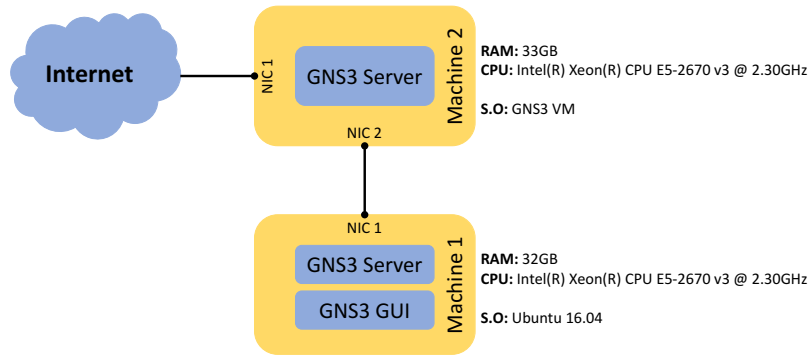 Internet
NIC 1
GNS3 Server
NIC 2
Machine 2
RAM: 33GB
CPU: Intel(R) Xeon(R) CPU E5-2670 v3 @ 2.30GHz
S.O: GNS3 VM
NIC 1
GNS3 Server
GNS3 GUI
Machine 1
RAM: 32GB
CPU: Intel(R) Xeon(R) CPU E5-2670 v3 @ 2.30GHz
S.O: Ubuntu 16.04